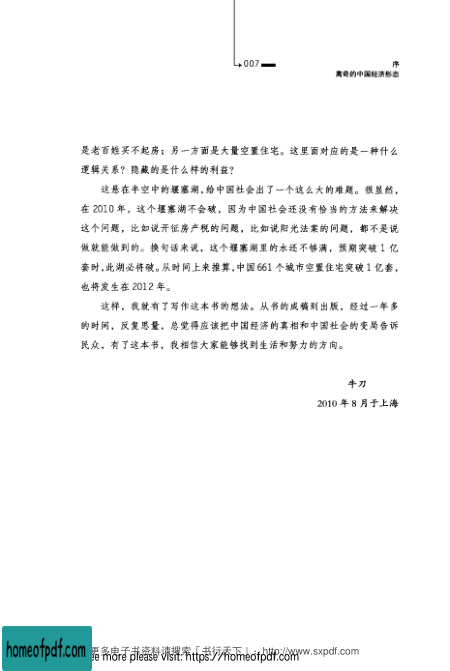 007
序
离奇的中国经济形态
是老百姓买不起房；另一方面是大量空置住宅。这里面对应的是一种什么
逻辑关系？隐藏的是什么样的利益？
这悬在半空中的堰塞湖，给中国社会出了一个这么大的难题。很显然，
在 2010 年，这个堰塞湖不会破，因为中国社会还没有恰当的方法来解决
这个问题，比如说开征房产税的问题，比如说阳光法案的问题，都不是说
做就能做到的。换句话来说，这个堰塞湖里的水还不够满，预期突破 1 亿
套时，此湖必将破。从时间上来推算，中国 661 个城市空置住宅突破 1 亿套，
也将发生在 2012 年。
这样，我就有了写作这本书的想法。从书的成稿到出版，经过一年多
的时间，反复思量，总觉得应该把中国经济的真相和中国社会的变局告诉
民众，有了这本书，我相信大家能够找到生活和努力的方向。
牛刀
2010 年 8 月于上海
更多电子书资料请搜索「书行天下」：http://www.sxpdf.com
see more please visit: https://homeofpdf.com
homeofpdf.com